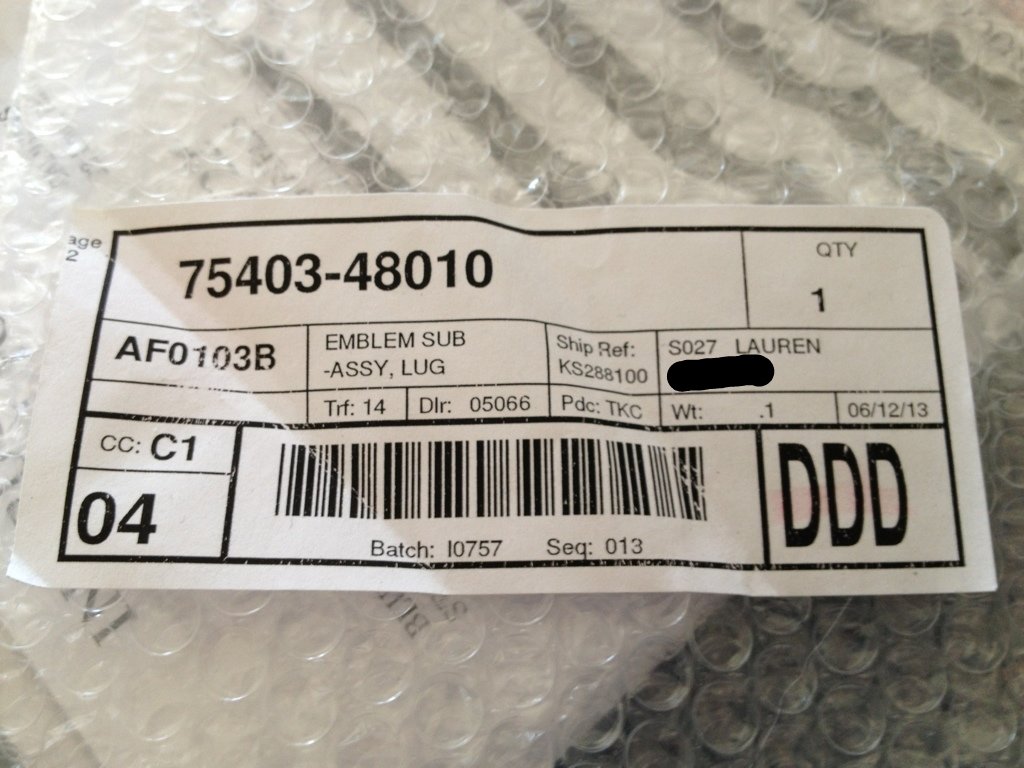 age
2
75403-48010
QTY
1
AF0103B
EMBLEM SUB
-ASSY, LUG
Ship Ref:
KS288100
S027 LAUREN
Trf: 14
Dlr: 05066
Pdc: TKC
Wt: .1
06/12/13
CC: C1
04
Batch: I0757 Seq: 013
DDD